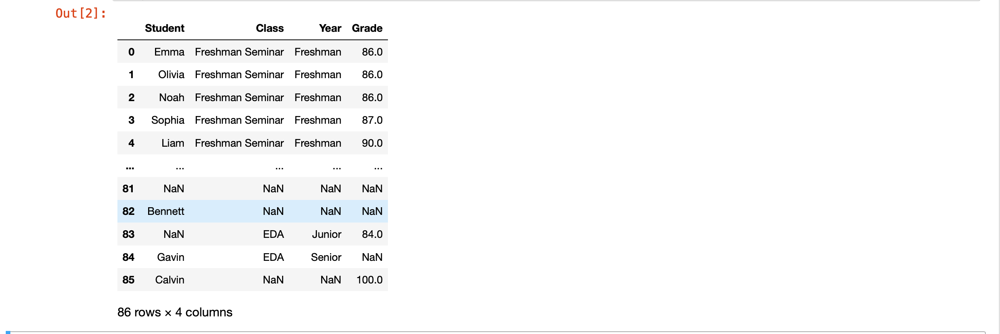 Out[2]:
Student Class Year Grade
0 Emma Freshman Seminar Freshman 86.0
1 Olivia Freshman Seminar Freshman 86.0
2 Noah Freshman Seminar Freshman 86.0
3 Sophia Freshman Seminar Freshman 87.0
4 Liam Freshman Seminar Freshman 90.0
... ... ... ... ...
81 NaN NaN NaN NaN
82 Bennett NaN NaN NaN
83 NaN EDA Junior 84.0
84 Gavin EDA Senior NaN
85 Calvin NaN NaN 100.0
86 rows × 4 columns